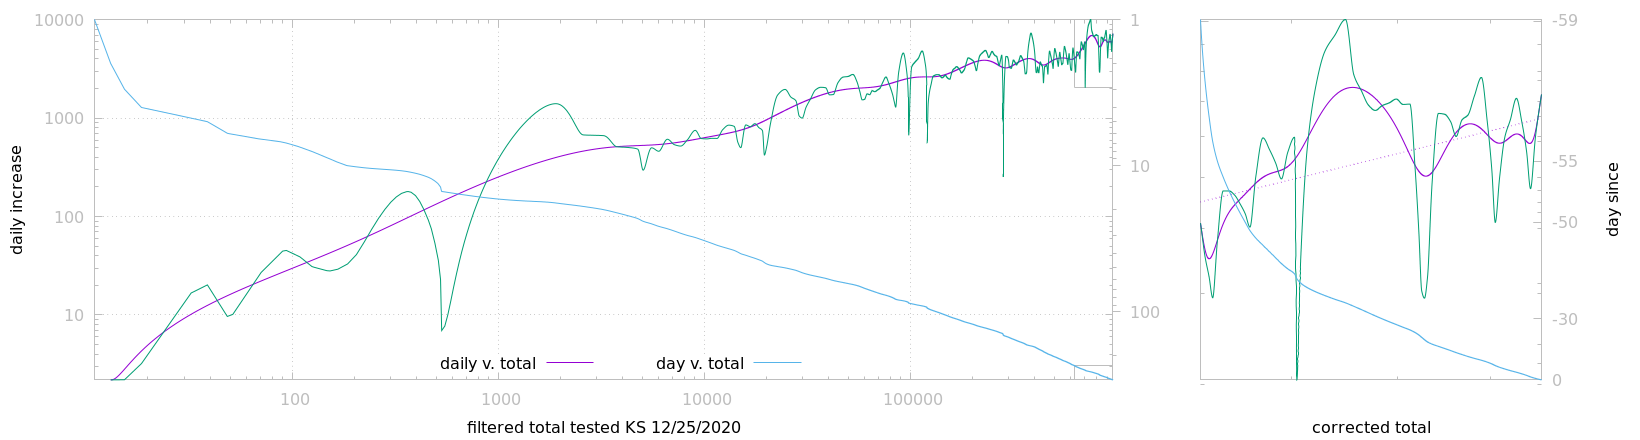 10000
1000
100
10
daily increase
1
10
100
daily v. total
day v. total
100
1000
10000
100000
filtered total tested KS 12/25/2020
-59
-55
-50
-30
0
day since
corrected total